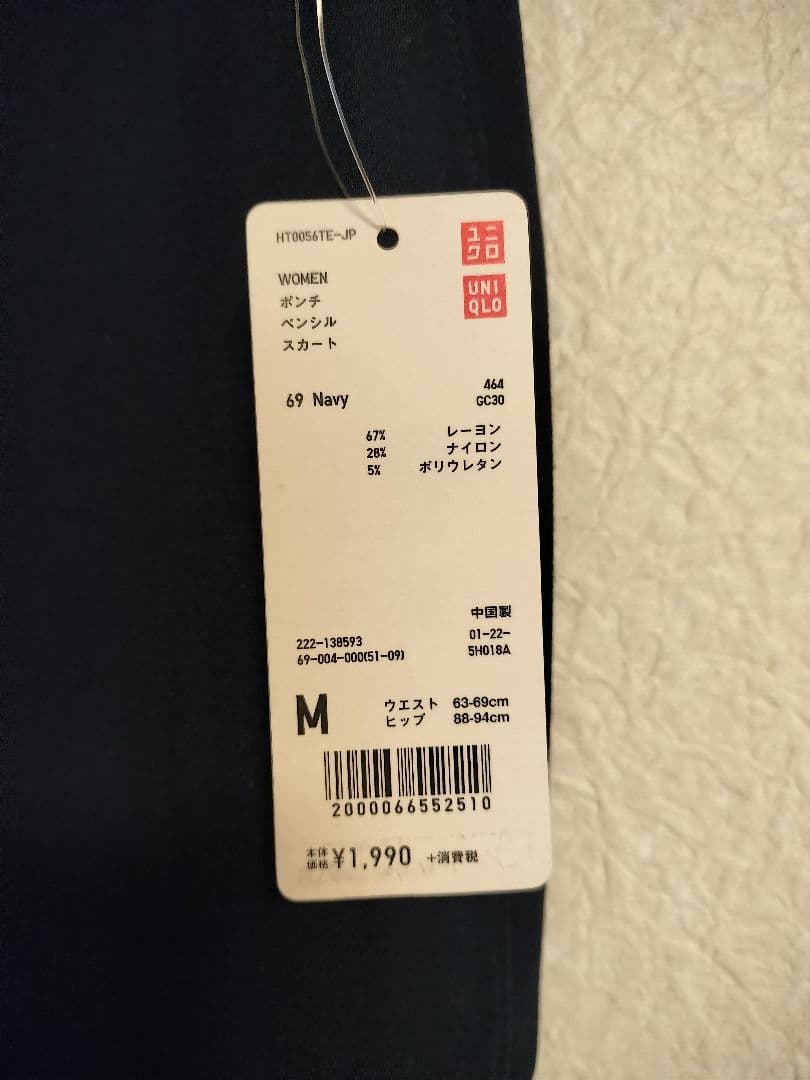 HT0056TE-JP
ユニ
クロ
UNI
QLO
WOMEN
ポンチ
ペンシル
スカート
69 Navy
464
GC30
67% レーヨン
28% ナイロン
5% ポリウレタン
中国製
222-138593
69-004-000(51-09)
01-22-
5H018A
M
ウエスト 63-69cm
ヒップ 88-94cm
2000066552510
本体価格 ¥1,990 +消費税